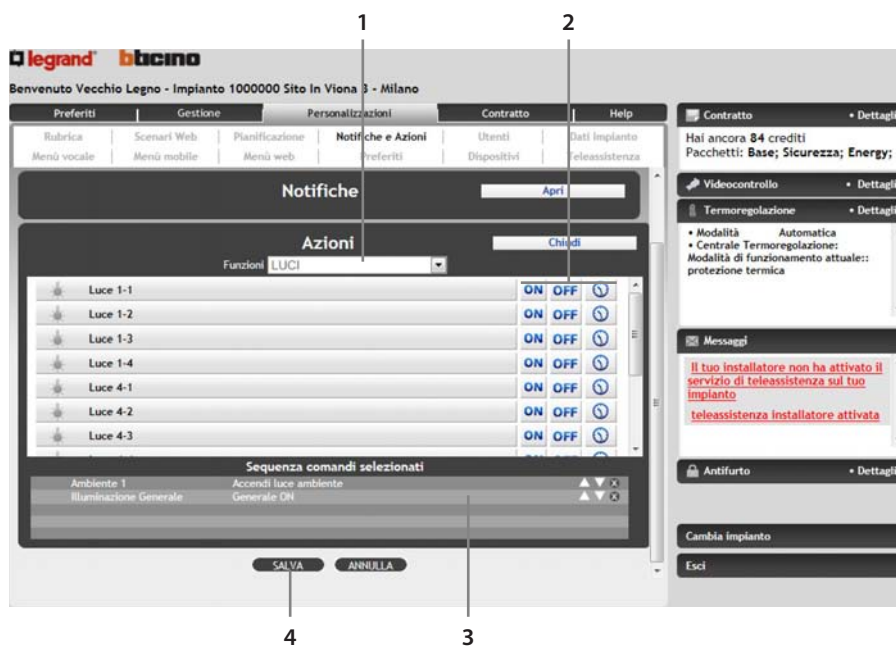 1 2
legrand bticino
Benvenuto Vecchio Legno - Impianto 1000000 Sito In Viona 3 - Milano
Preferiti Gestione Personalizzazioni Contratto Help
Rubrica Scenari Web Pianificazione Notifiche e Azioni Utenti Dati Impianto
Menù vocale Menù mobile Menù web Preferiti Dispositivi Teleassistenza
Notifiche Apri
Azioni Chiudi
Funzioni LUCI
Luce 1-1 ON OFF
Luce 1-2 ON OFF
Luce 1-3 ON OFF
Luce 1-4 ON OFF
Luce 4-1 ON OFF
Luce 4-2 ON OFF
Luce 4-3 ON OFF
Sequenza comandi selezionati
Ambiente 1 Accendi luce ambiente
Illuminazione Generale Generale ON
SALVA ANNULLA
Contratto • Dettagli
Hai ancora 84 crediti
Pacchetti: Base; Sicurezza; Energy;
Videocontrollo • Dettagli
Termoregolazione • Dettagli
• Modalità Automatica
• Centrale Termoregolazione:
Modalità di funzionamento attuale::
protezione termica
Messaggi
Il tuo installatore non ha attivato il
servizio di teleassistenza sul tuo
impianto
teleassistenza installatore attivata
Antifurto • Dettagli
Cambia impianto
Esci
4 3